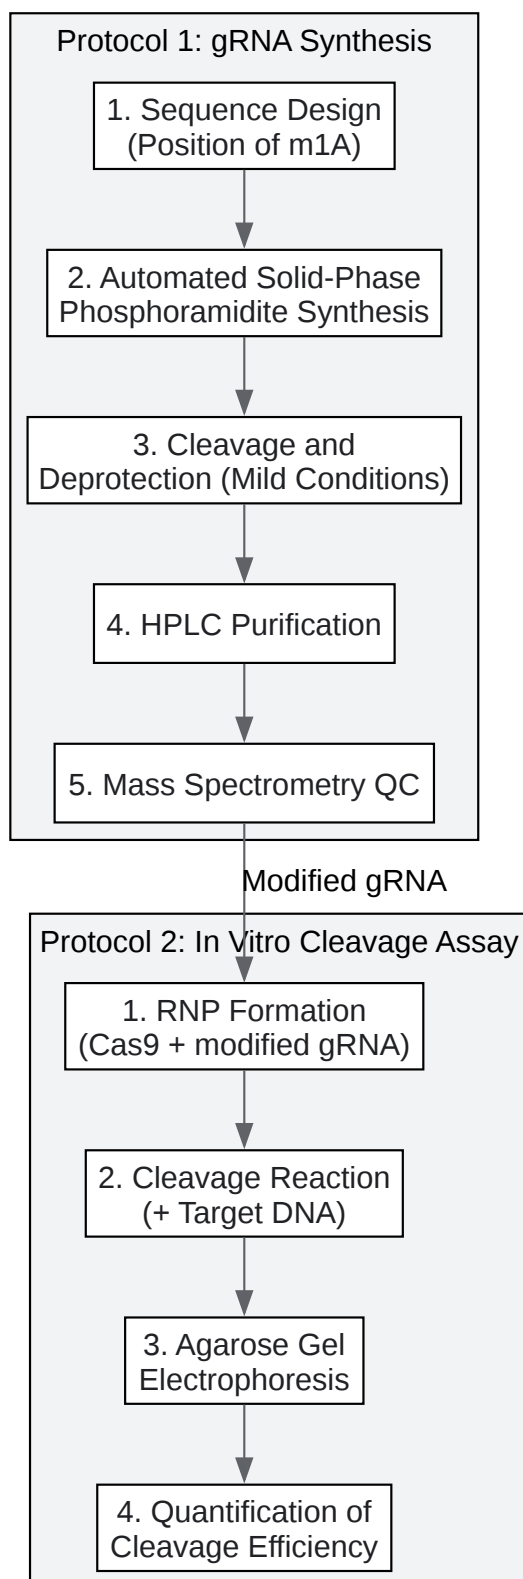 Protocol 1: gRNA Synthesis
1. Sequence Design
(Position of m1A)
2. Automated Solid-Phase
Phosphoramidite Synthesis
3. Cleavage and
Deprotection (Mild Conditions)
4. HPLC Purification
5. Mass Spectrometry QC
Modified gRNA
Protocol 2: In Vitro Cleavage Assay
1. RNP Formation
(Cas9 + modified gRNA)
2. Cleavage Reaction
(+ Target DNA)
3. Agarose Gel
Electrophoresis
4. Quantification of
Cleavage Efficiency